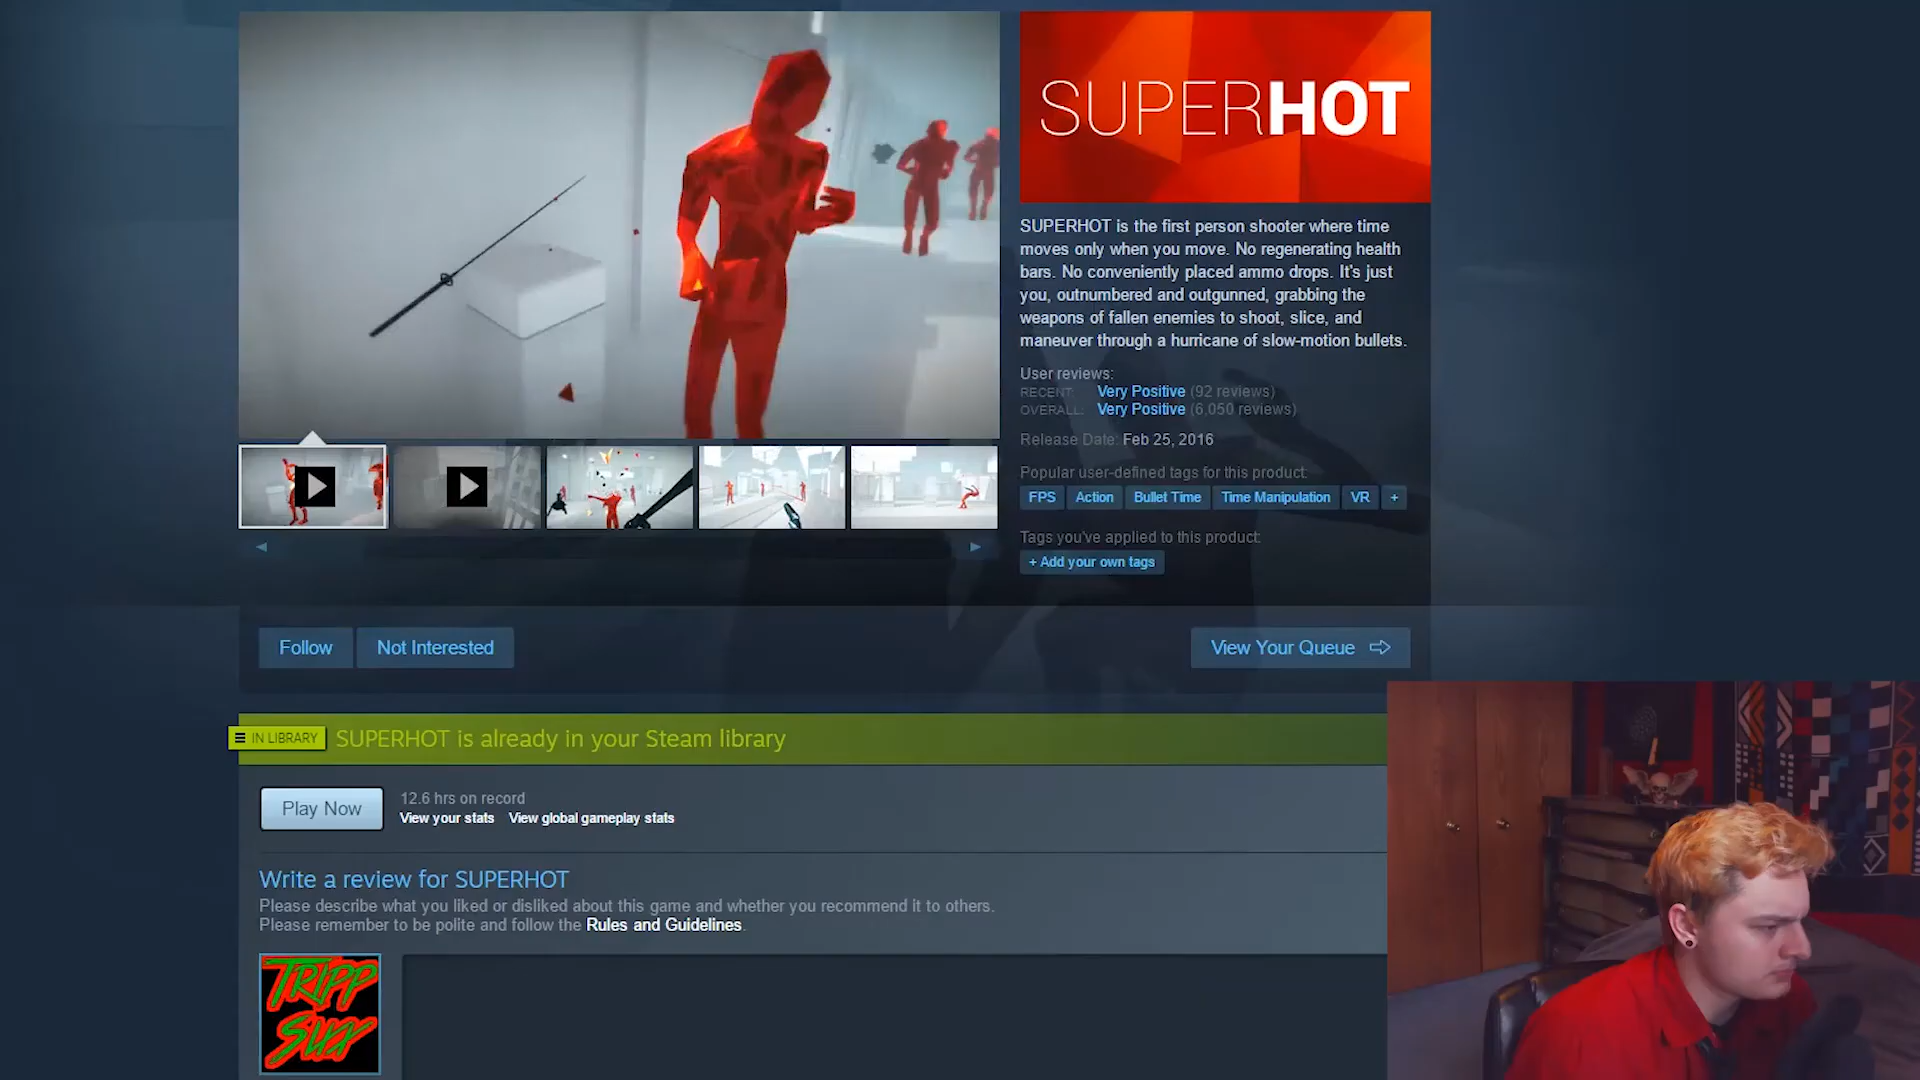 SUPERHOT
SUPERHOT is the first person shooter where time
moves only when you move. No regenerating health
bars. No conveniently placed ammo drops. It's just
you, outnumbered and outgunned, grabbing the
weapons of fallen enemies to shoot, slice, and
maneuver through a hurricane of slow-motion bullets.
User reviews:
RECENT: Very Positive (92 reviews)
OVERALL: Very Positive (6,050 reviews)
Release Date: Feb 25, 2016
Popular user-defined tags for this product:
FPS Action Bullet Time Time Manipulation VR +
Tags you've applied to this product:
+ Add your own tags
Follow Not Interested View Your Queue
IN LIBRARY SUPERHOT is already in your Steam library
Play Now
12.6 hrs on record
View your stats View global gameplay stats
Write a review for SUPERHOT
Please describe what you liked or disliked about this game and whether you recommend it to others.
Please remember to be polite and follow the Rules and Guidelines.
TRIPP
SUXX